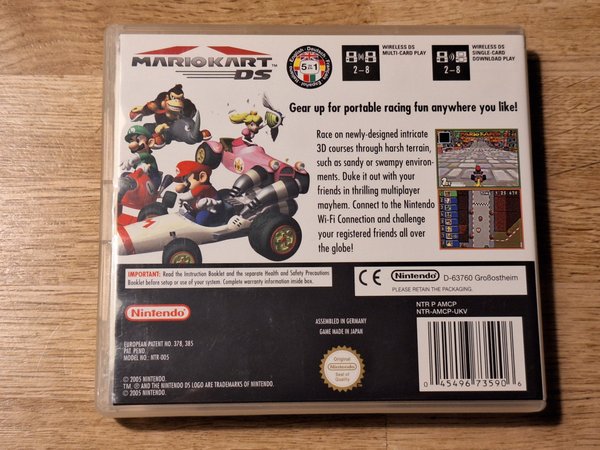 MARIOKART
DS
English • Deutsch
5 in 1
WIRELESS DS
MULTI-CARD PLAY
2-8
WIRELESS DS
SINGLE-CARD
DOWNLOAD PLAY
2-8
Gear up for portable racing fun anywhere you like!
Race on newly-designed intricate
3D courses through harsh terrain,
such as sandy or swampy environ-
ments. Duke it out with your
friends in thrilling multiplayer
mayhem. Connect to the Nintendo
Wi-Fi Connection and challenge
your registered friends all over
the globe!
IMPORTANT: Read the Instruction Booklet and the separate Health and Safety Precautions
Booklet before setup or use of your system. Complete warranty information inside box.
CE Nintendo D-63760 Großostheim
PLEASE RETAIN THE PACKAGING.
Nintendo
ASSEMBLED IN GERMANY
GAME MADE IN JAPAN
NTR P AMCP
NTR-AMCP-UKV
EUROPEAN PATENT NO. 378, 385
PAT. PEND.
MODEL NO.: NTR-005
Original
Nintendo
Seal of
Quality
© 2005 NINTENDO.
TM, ® AND THE NINTENDO DS LOGO ARE TRADEMARKS OF NINTENDO.
© 2005 NINTENDO.
0 45496 73590 6